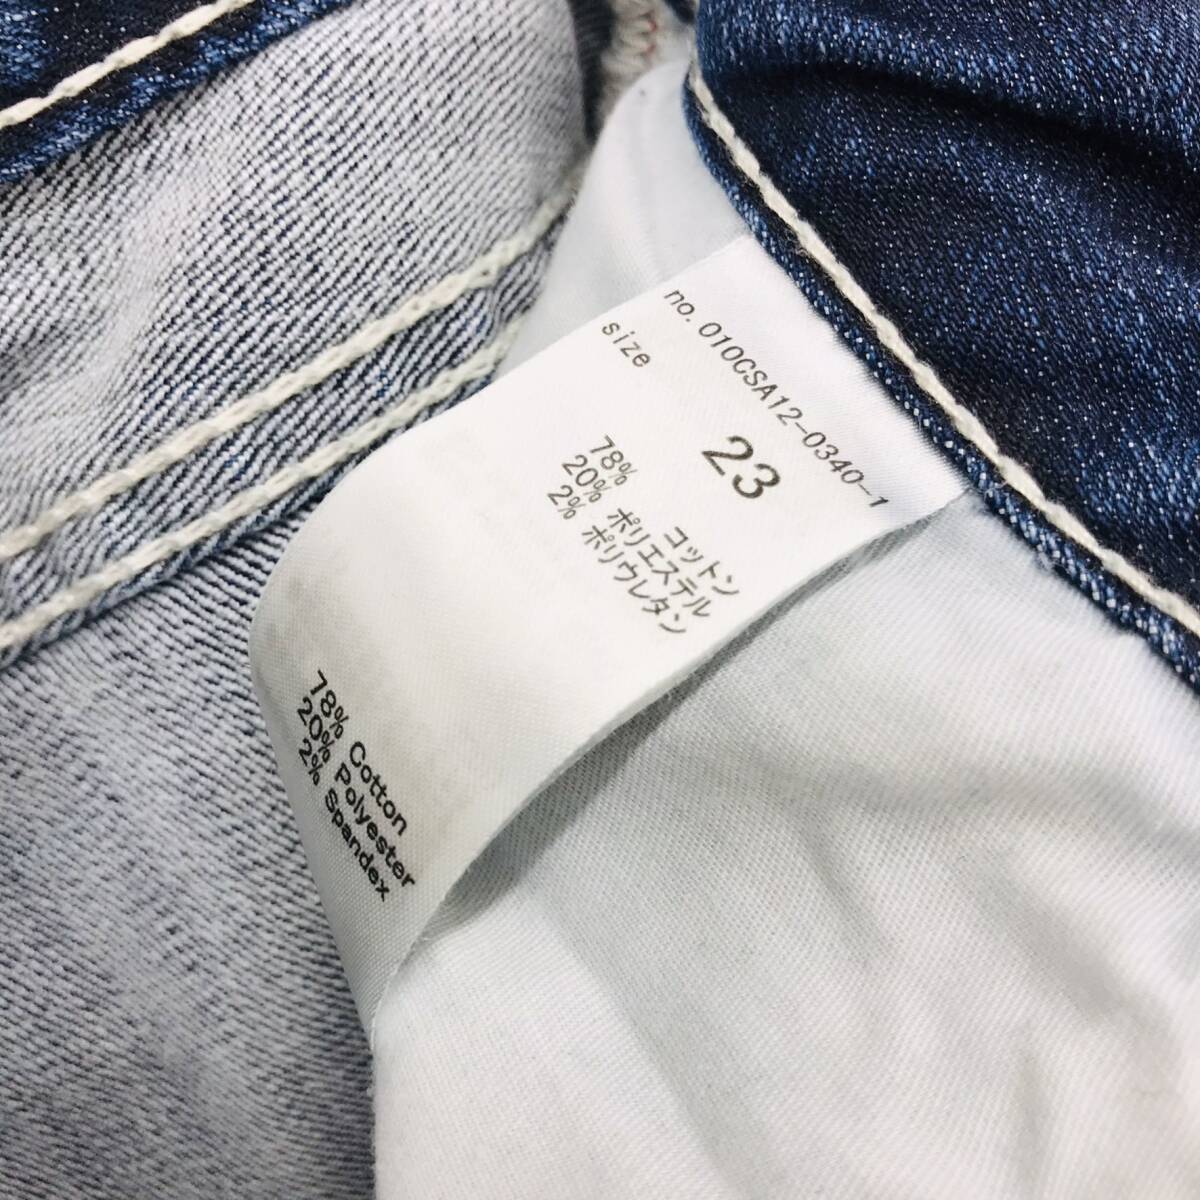 no. 010CSA12-0340-1
size 23
78% コットン
20% ポリエステル
2% ポリウレタン
78% Cotton
20% Polyester
2% Spandex